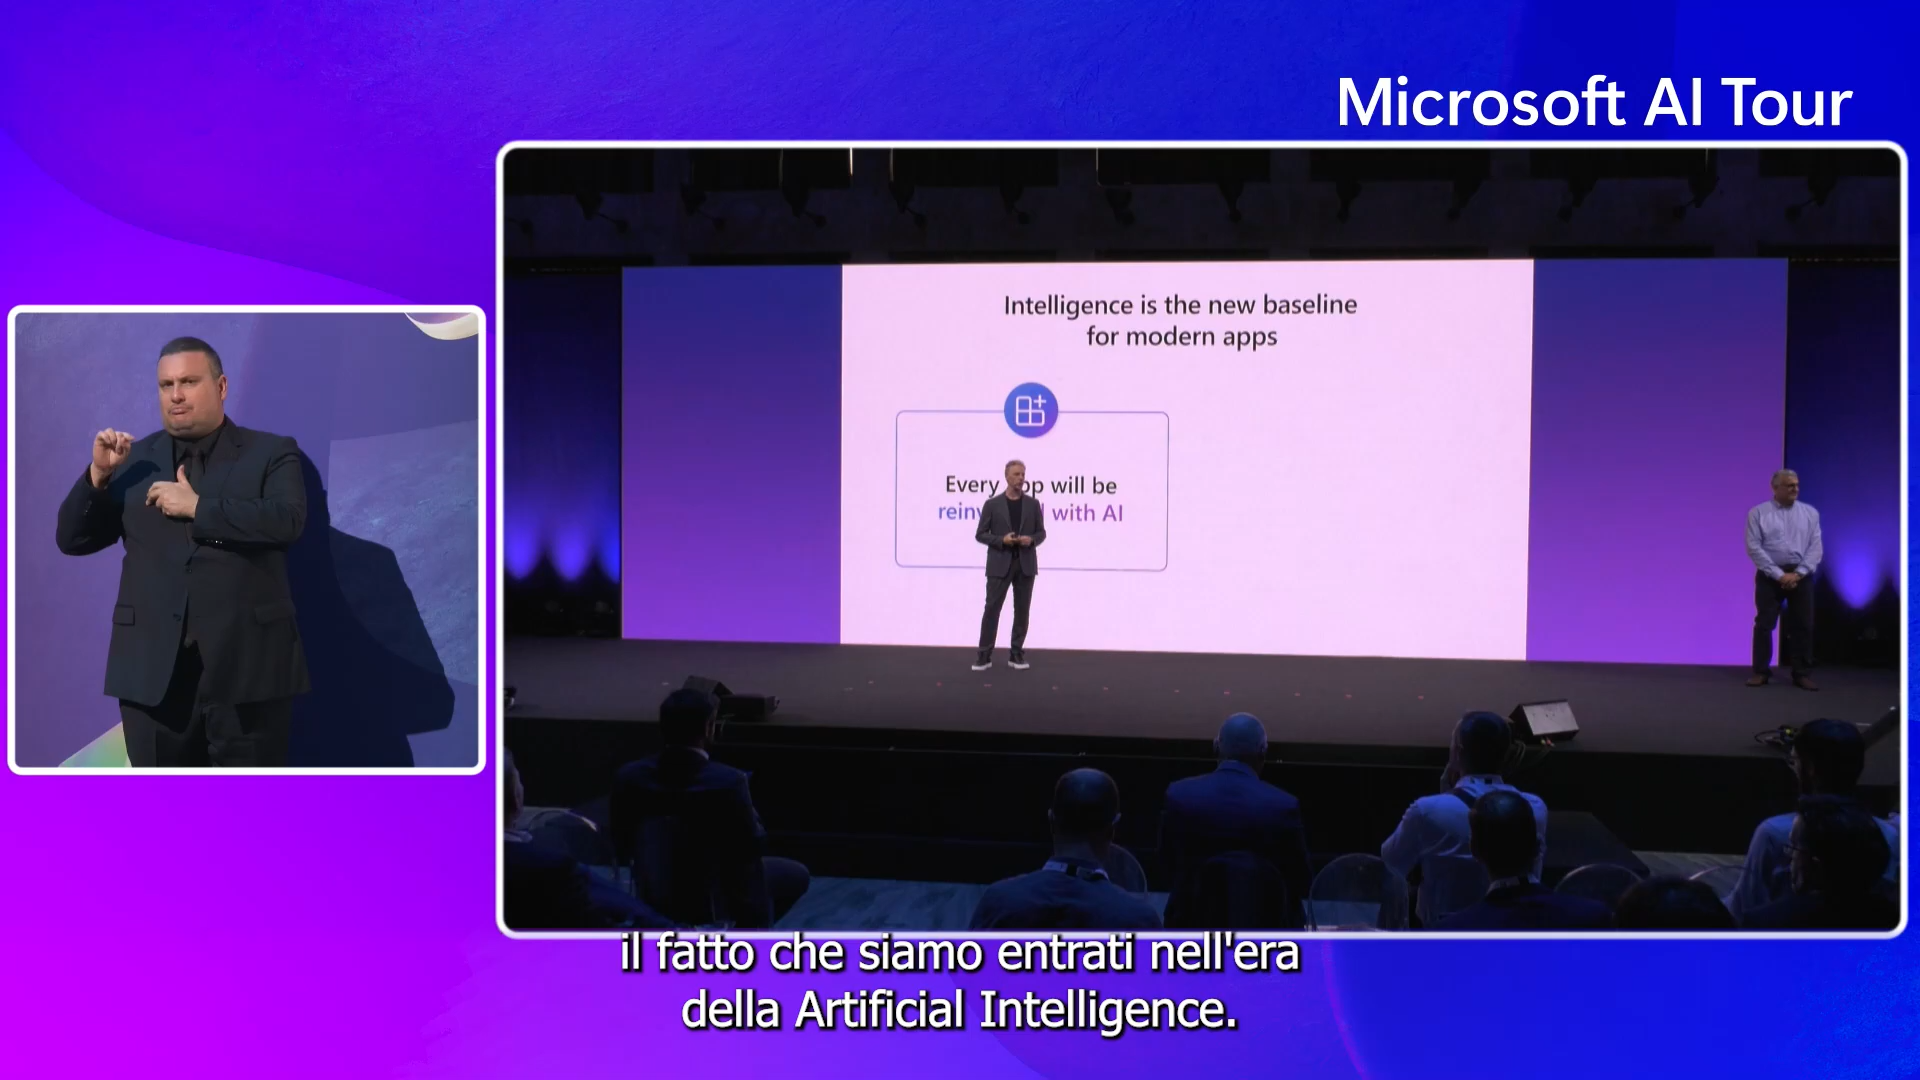 Microsoft AI Tour
Intelligence is the new baseline
for modern apps
Every will be
with AI
il fatto che siamo entrati nell'era
della Artificial Intelligence.